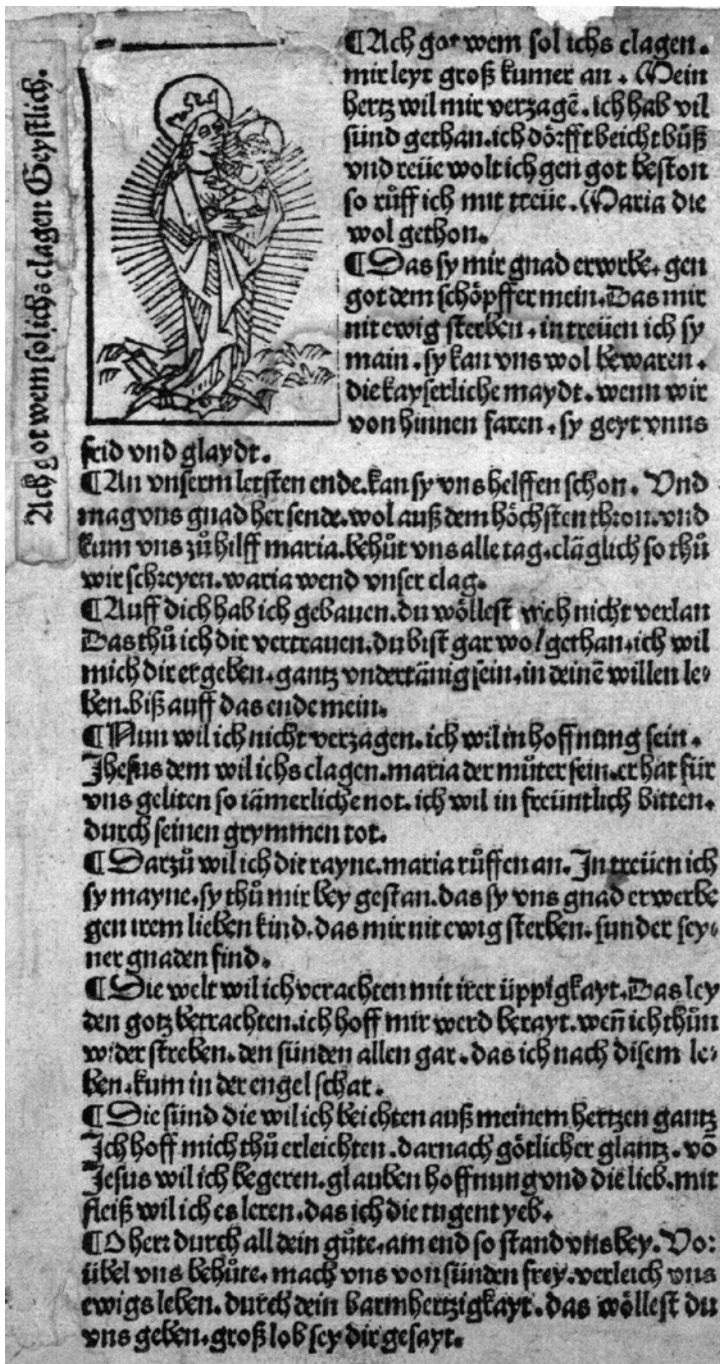 Ach got wem sol ichs clagen Geystlich.
¶Ach got wem sol ichs clagen.
mir leyt groß kumer an. Mein
hertz wil mir verzagē. ich hab vil
sünd gethan. ich dörfft beicht büß
vnd reüe wolt ich gen got beston
so růff ich mit treüe. Maria die
wol gethon.
¶Das sy mir gnad erwrbe. gen
got dem schöpffer mein. Das mir
nit ewig sterben. in treüen ich sy
main. sy kan vns wol bewaren.
die kayserliche maydt. wenn wir
von hinnen faren. sy geyt vnns
frid vnd glaydt.
¶An vnserm letsten ende. kan sy vns helffen schon. Vnd
mag vns gnad her sende. wol auß dem höchsten thron. vnd
kum vns zů hilff maria. behůt vns alle tag. cläglich so thů
wir schreyen. waria wend vnser clag.
¶Auff dich hab ich gebauen. du wöllest mich nicht verlan
Das thů ich dir vertrauen. du bist gar wol gethan. ich wil
mich dir ergeben. gantz vndertänig sein. in deinē willen le⸗
ben. biß auff das ende mein.
¶Nun wil ich nicht verzagen. ich wil in hoffnung sein.
Jhesus dem wil ichs clagen. maria der můter sein. er hat für
vns geliten so iämerliche not. ich wil in freüntlich bitten.
durch seinen grymmen tot.
¶Darzů wil ich die rayne. maria růffen an. In treüen ich
sy mayne. sy thů mir bey gestan. das sy vns gnad erwerbe
gen irem lieben kind. das mir nit ewig sterben. sunder sey⸗
ner gnaden find.
¶Die welt wil ich verachten mit irer üppigkayt. Das ley
den gotz betrachten. ich hoff mir werd berayt. weñ ich thůn
wider streben. den sünden allen gar. das ich nach disem le⸗
ben. kum in der engel schar.
¶Die sünd die wil ich beichten auß meinem hertzen gantz
Ich hoff mich thů erleichten. darnach götlicher glantz. vō
Jesus wil ich begeren. glauben hoffnung vnd die lieb. mit
fleiß wil ich es leren. das ich die tugent yeb.
¶O herr durch all dein güte. am end so stand vns bey. Vor
übel vns behüte. mach vns von sünden frey. verleich vns
ewigs leben. durch dein barmhertzigkayt. das wöllest du
vns geben. groß lob sey dir gesayt.